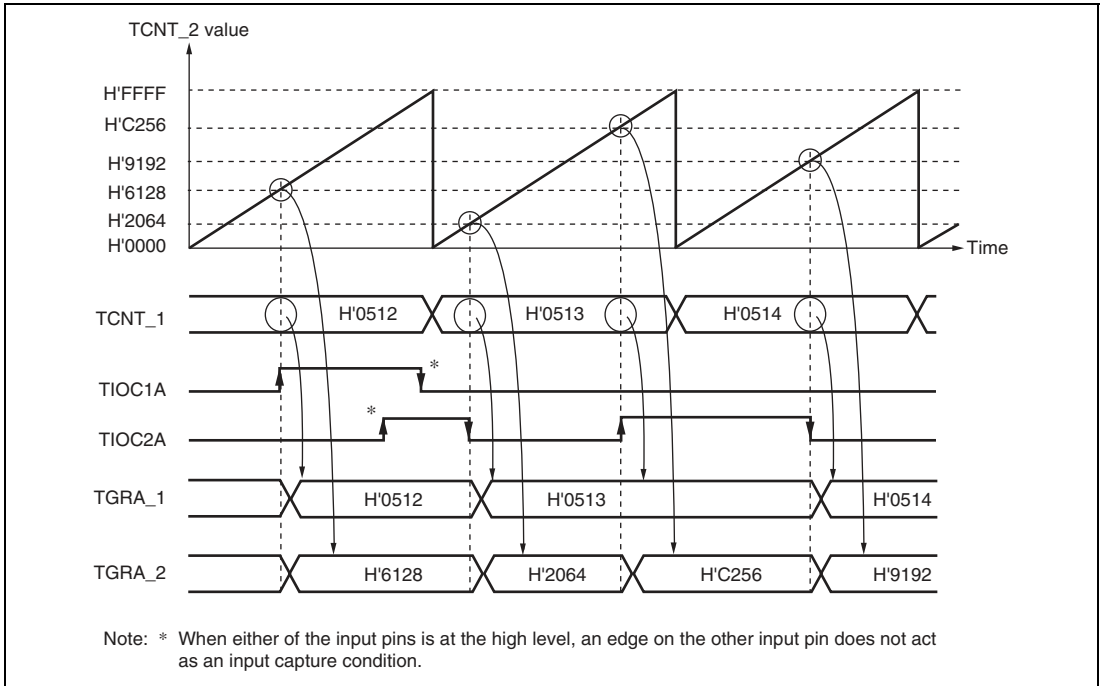 TCNT_2 value
H'FFFF
H'C256
H'9192
H'6128
H'2064
H'0000
Time
TCNT_1 H'0512 H'0513 H'0514
TIOC1A *
TIOC2A *
TGRA_1 H'0512 H'0513 H'0514
TGRA_2 H'6128 H'2064 H'C256 H'9192
Note: * When either of the input pins is at the high level, an edge on the other input pin does not act
as an input capture condition.